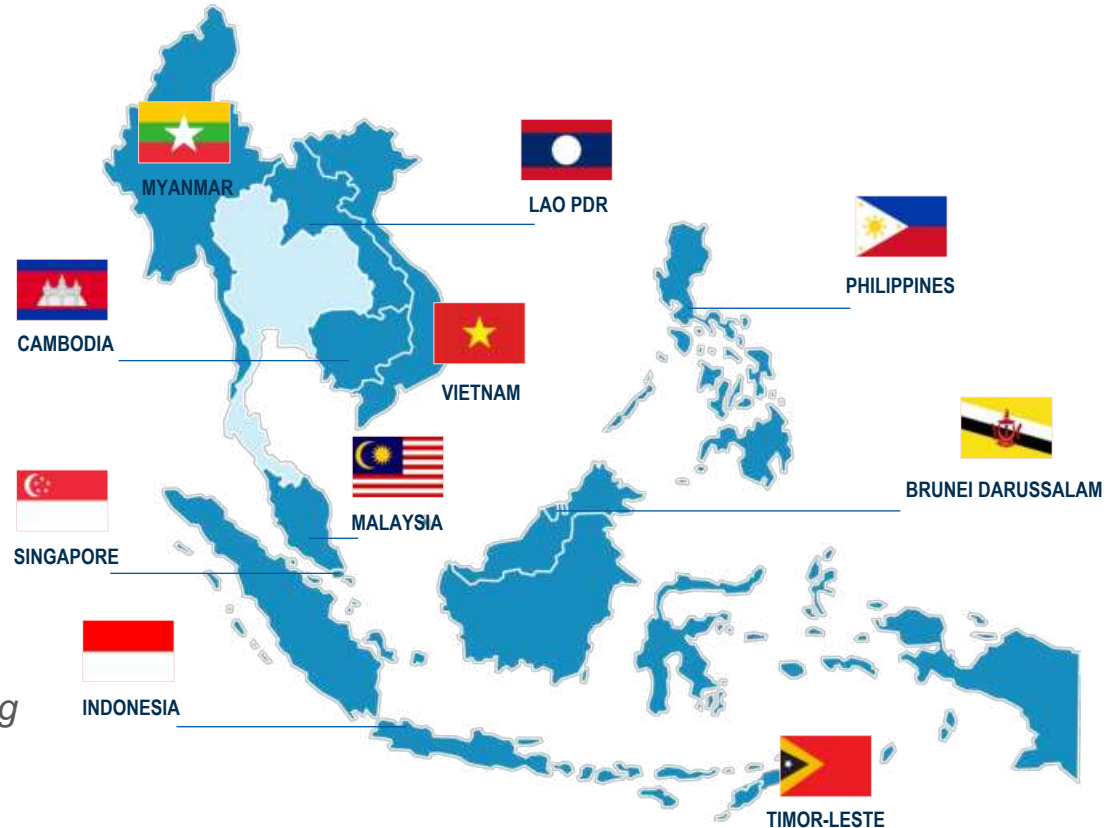 MYANMAR
LAO PDR
PHILIPPINES
CAMBODIA
VIETNAM
BRUNEI DARUSSALAM
MALAYSIA
SINGAPORE
g
INDONESIA
TIMOR-LESTE